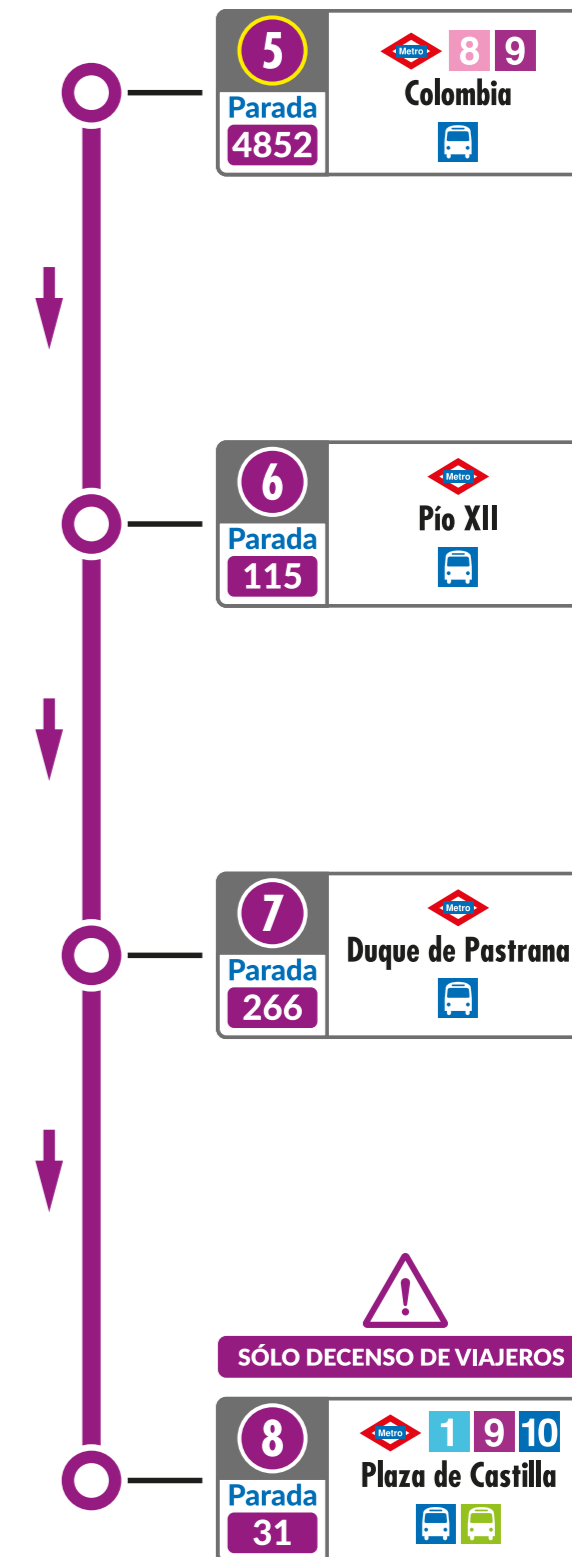 5
Parada
4852
Metro 8 9
Colombia
6
Parada
115
Metro
Pío XII
7
Parada
266
Metro
Duque de Pastrana
!
SÓLO DECENSO DE VIAJEROS
8
Parada
31
Metro 1 9 10
Plaza de Castilla